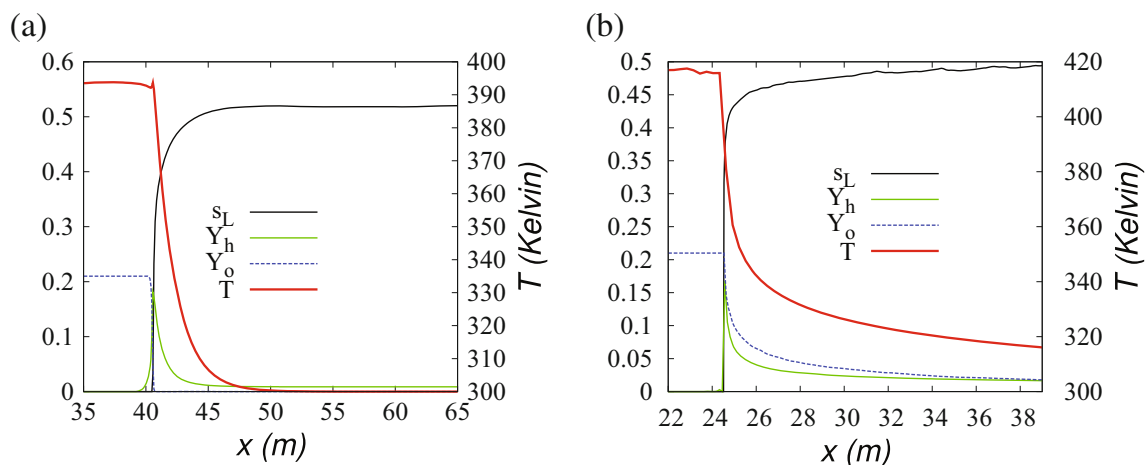 (a)
0.6
0.5
0.4
0.3
0.2
0.1
0
400
390
380
370
360
350
340
330
320
310
300
T (Kelvin)
s_L
Y_h
Y_o
T
35 40 45 50 55 60 65
x (m)
(b)
0.5
0.45
0.4
0.35
0.3
0.25
0.2
0.15
0.1
0.05
0
420
400
380
360
340
320
300
T (Kelvin)
s_L
Y_h
Y_o
T
22 24 26 28 30 32 34 36 38
x (m)